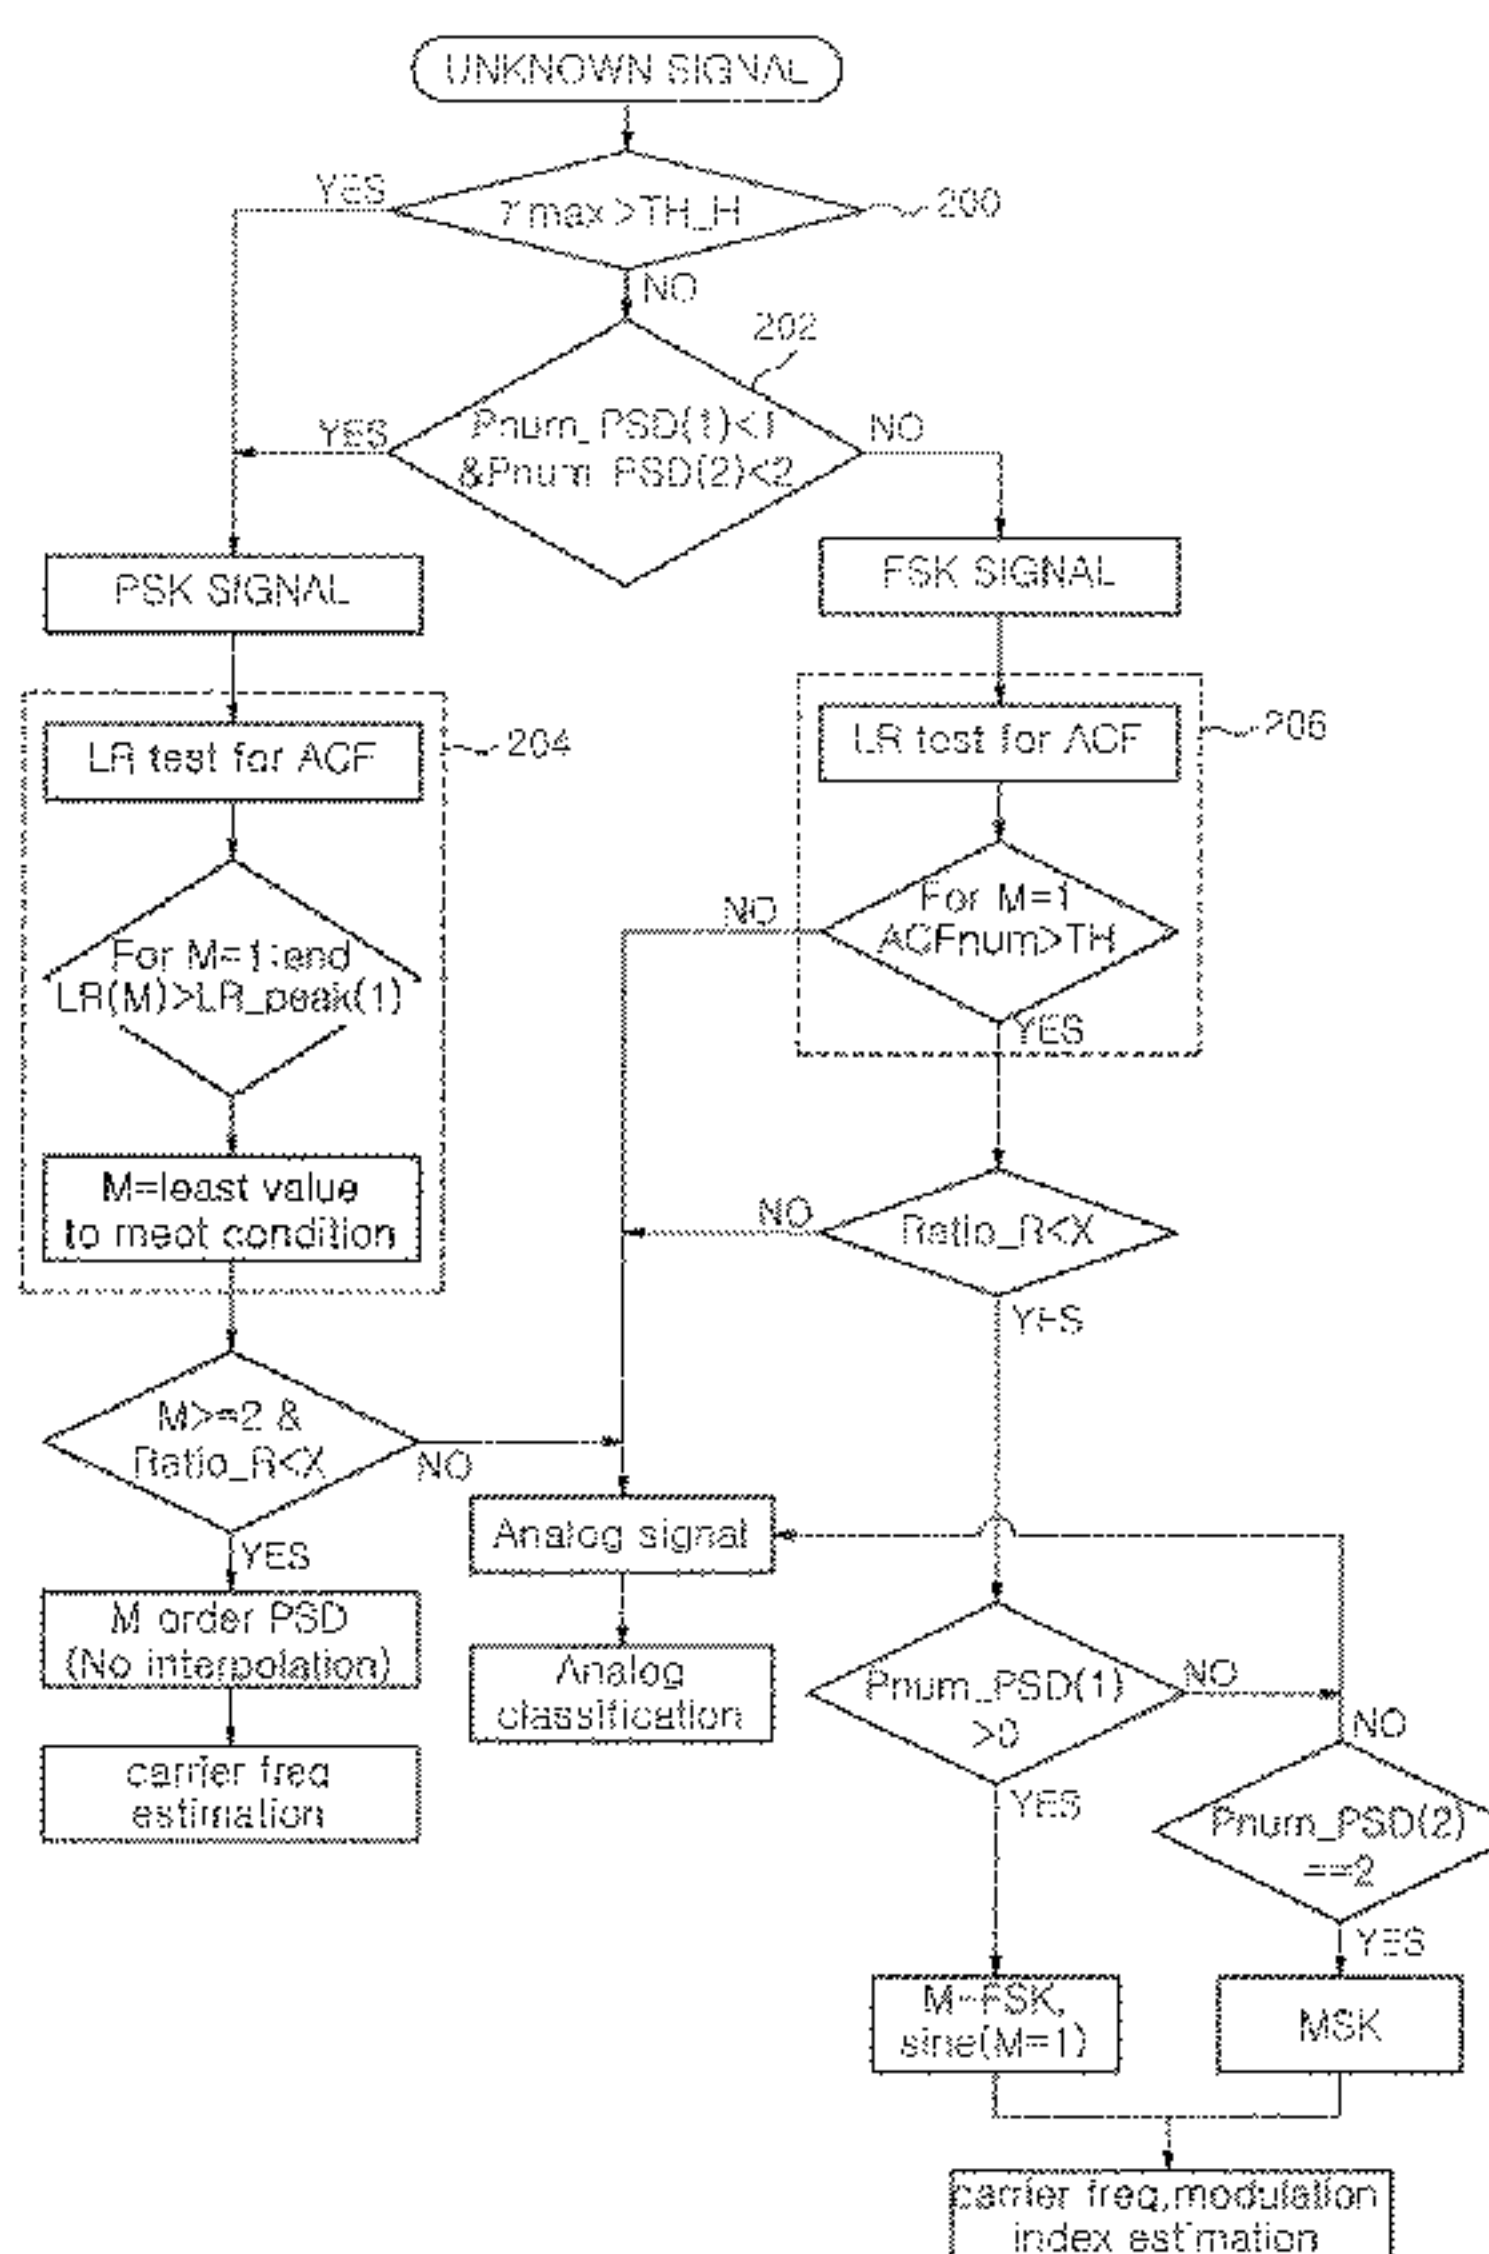 UNKNOWN SIGNAL
YES
γmax>TH_H
200
NO
202
YES
Pnum_PSD(1)<1
&Pnum_PSD(2)<2
NO
PSK SIGNAL
FSK SIGNAL
LR test for ACF
204
LR test for ACF
206
For M=1:end
LR(M)>LR_peak(1)
NO
For M=1
ACFnum>TH
YES
M=least value
to meet condition
NO
Ratio_R<X
YES
M>=2 &
Ratio_R<X
NO
YES
Analog signal
M order PSD
(No interpolation)
Analog
classification
Pnum_PSD(1)
>0
NO
NO
carrier freq
estimation
YES
Pnum_PSD(2)
==2
YES
M-FSK,
sine(M=1)
MSK
carrier freq,modulation
index estimation